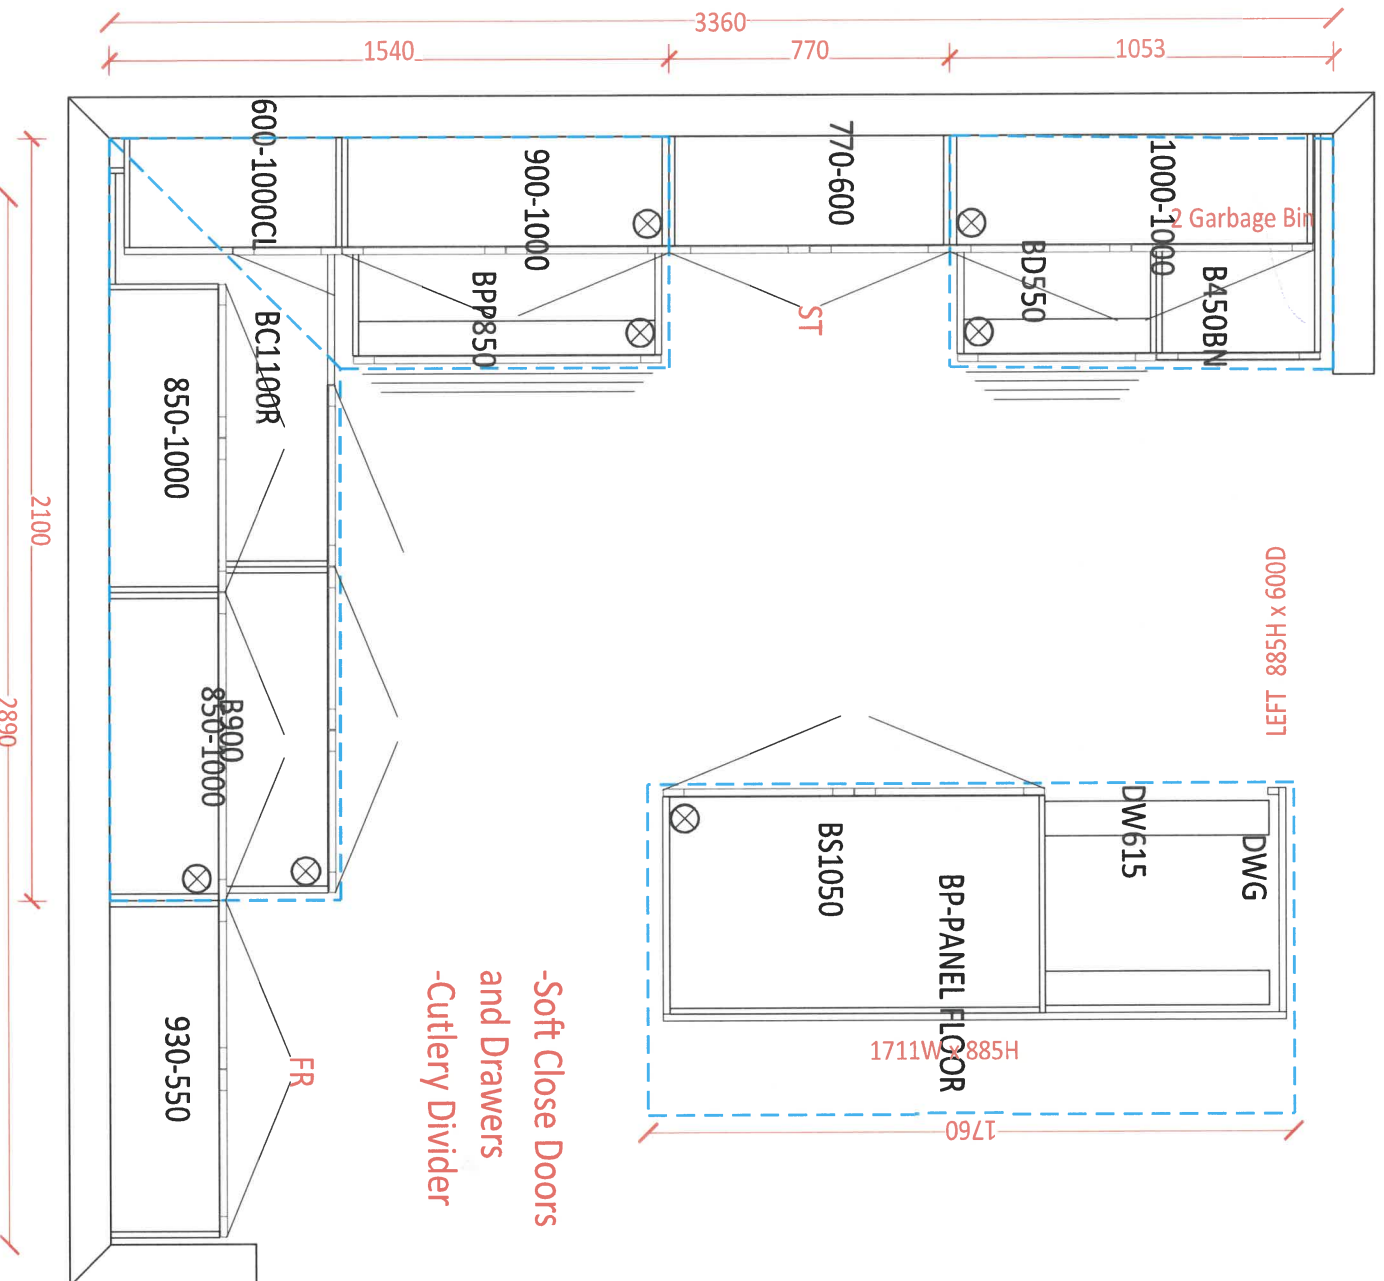 3360
1540
770
1053
600-1000CL
900-1000
770-600
1000-1000
2 Garbage Bin
BPP850
ST
BD550
B450BN
BC1100R
850-1000
2100
2890
B900
850-1000
930-550
FR
D009 x H588 LEFT
BS1050
DW615
DWG
BP-PANEL FLOOR
1711W x 885H
1760
-Soft Close Doors
and Drawers
-Cutlery Divider